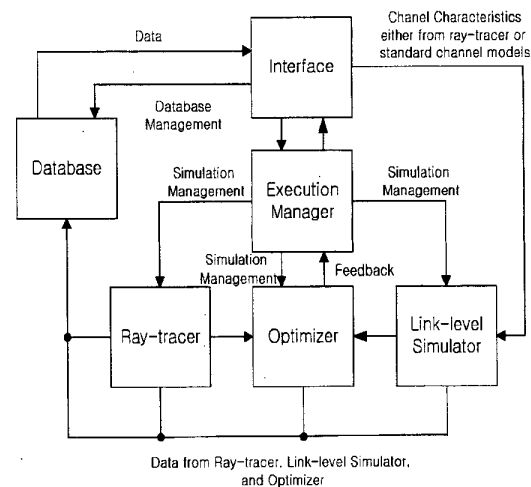 Chanel Characteristics
either from ray-tracer or
standard channel models
Data
Interface
Database
Management
Database
Simulation
Management
Execution
Manager
Simulation
Management
Simulation
Management
Feedback
Ray-tracer
Optimizer
Link-level
Simulator
Data from Ray-tracer, Link-level Simulator,
and Optimizer